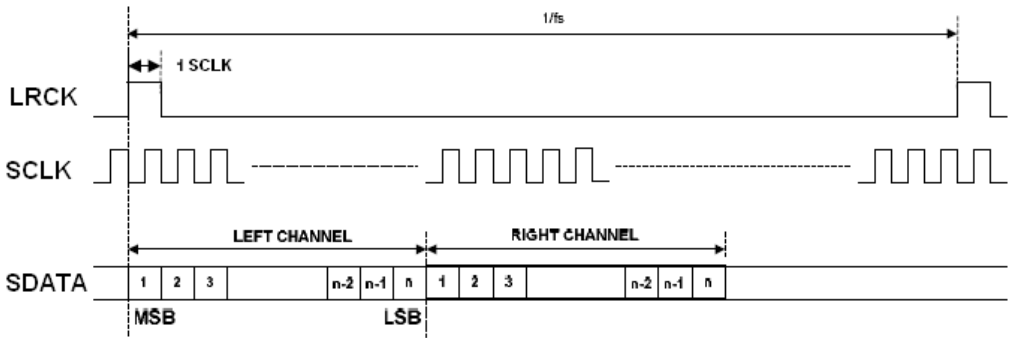 1/fs
1 SCLK
LRCK
SCLK
LEFT CHANNEL RIGHT CHANNEL
SDATA 1 2 3 n-2 n-1 n 1 2 3 n-2 n-1 n
MSB LSB